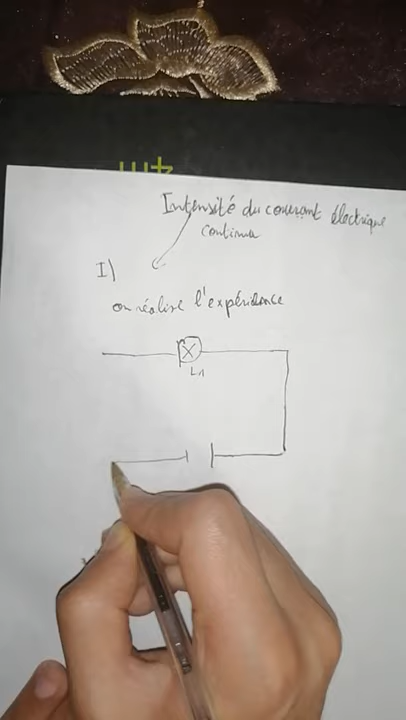 Intensité du courant électrique
continu
I)
on réalise l'expérience
L1